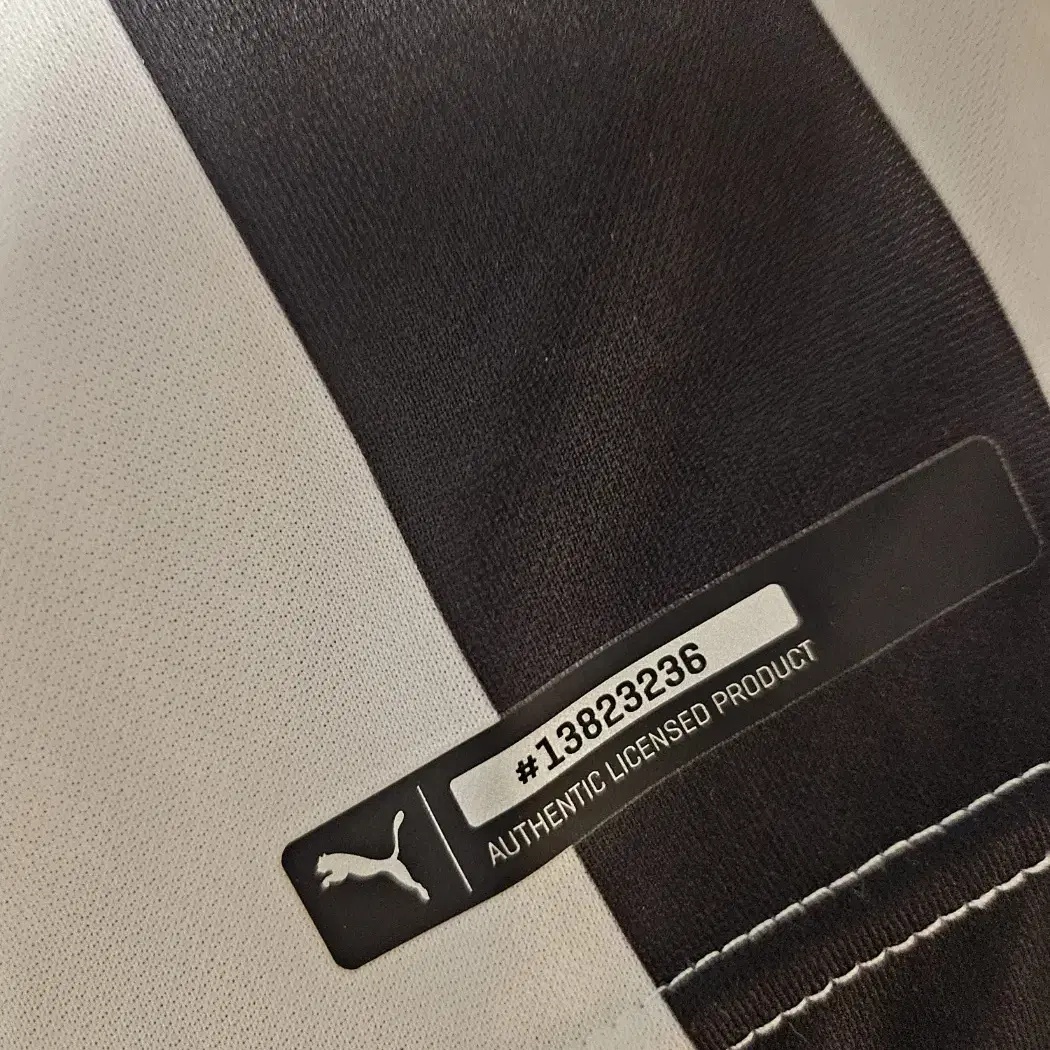 #13823236
AUTHENTIC LICENSED PRODUCT